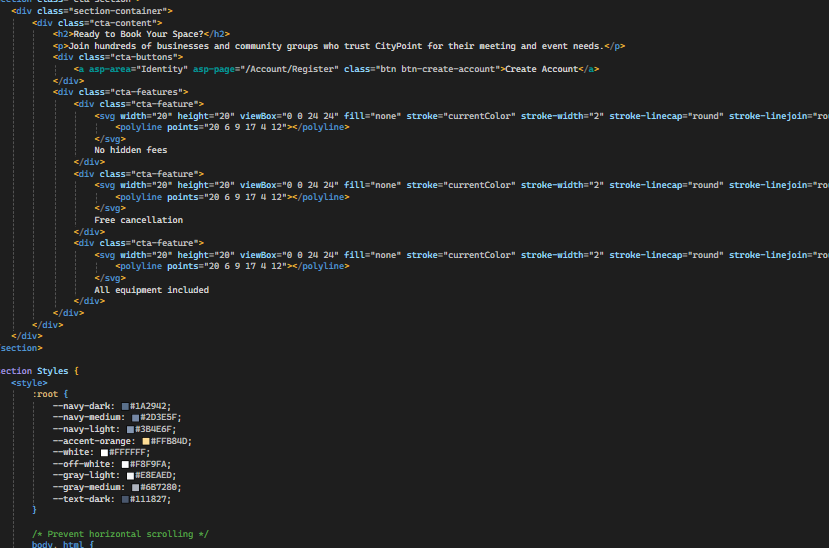 section class="cta-section">
<div class="section-container">
<div class="cta-content">
<h2>Ready to Book Your Space?</h2>
<p>Join hundreds of businesses and community groups who trust CityPoint for their meeting and event needs.</p>
<div class="cta-buttons">
<a asp-area="Identity" asp-page="/Account/Register" class="btn btn-create-account">Create Account</a>
</div>
<div class="cta-features">
<div class="cta-feature">
<svg width="20" height="20" viewBox="0 0 24 24" fill="none" stroke="currentColor" stroke-width="2" stroke-linecap="round" stroke-linejoin="rou
<polyline points="20 6 9 17 4 12"></polyline>
</svg>
No hidden fees
</div>
<div class="cta-feature">
<svg width="20" height="20" viewBox="0 0 24 24" fill="none" stroke="currentColor" stroke-width="2" stroke-linecap="round" stroke-linejoin="rou
<polyline points="20 6 9 17 4 12"></polyline>
</svg>
Free cancellation
</div>
<div class="cta-feature">
<svg width="20" height="20" viewBox="0 0 24 24" fill="none" stroke="currentColor" stroke-width="2" stroke-linecap="round" stroke-linejoin="rou
<polyline points="20 6 9 17 4 12"></polyline>
</svg>
All equipment included
</div>
</div>
</div>
</div>
section>
ection Styles {
<style>
:root {
--navy-dark: #1A2942;
--navy-medium: #2D3E5F;
--navy-light: #3B4E6F;
--accent-orange: #FFB84D;
--white: #FFFFFF;
--off-white: #F8F9FA;
--gray-light: #E8EAED;
--gray-medium: #6B7280;
--text-dark: #111827;
}
/* Prevent horizontal scrolling */
body, html {